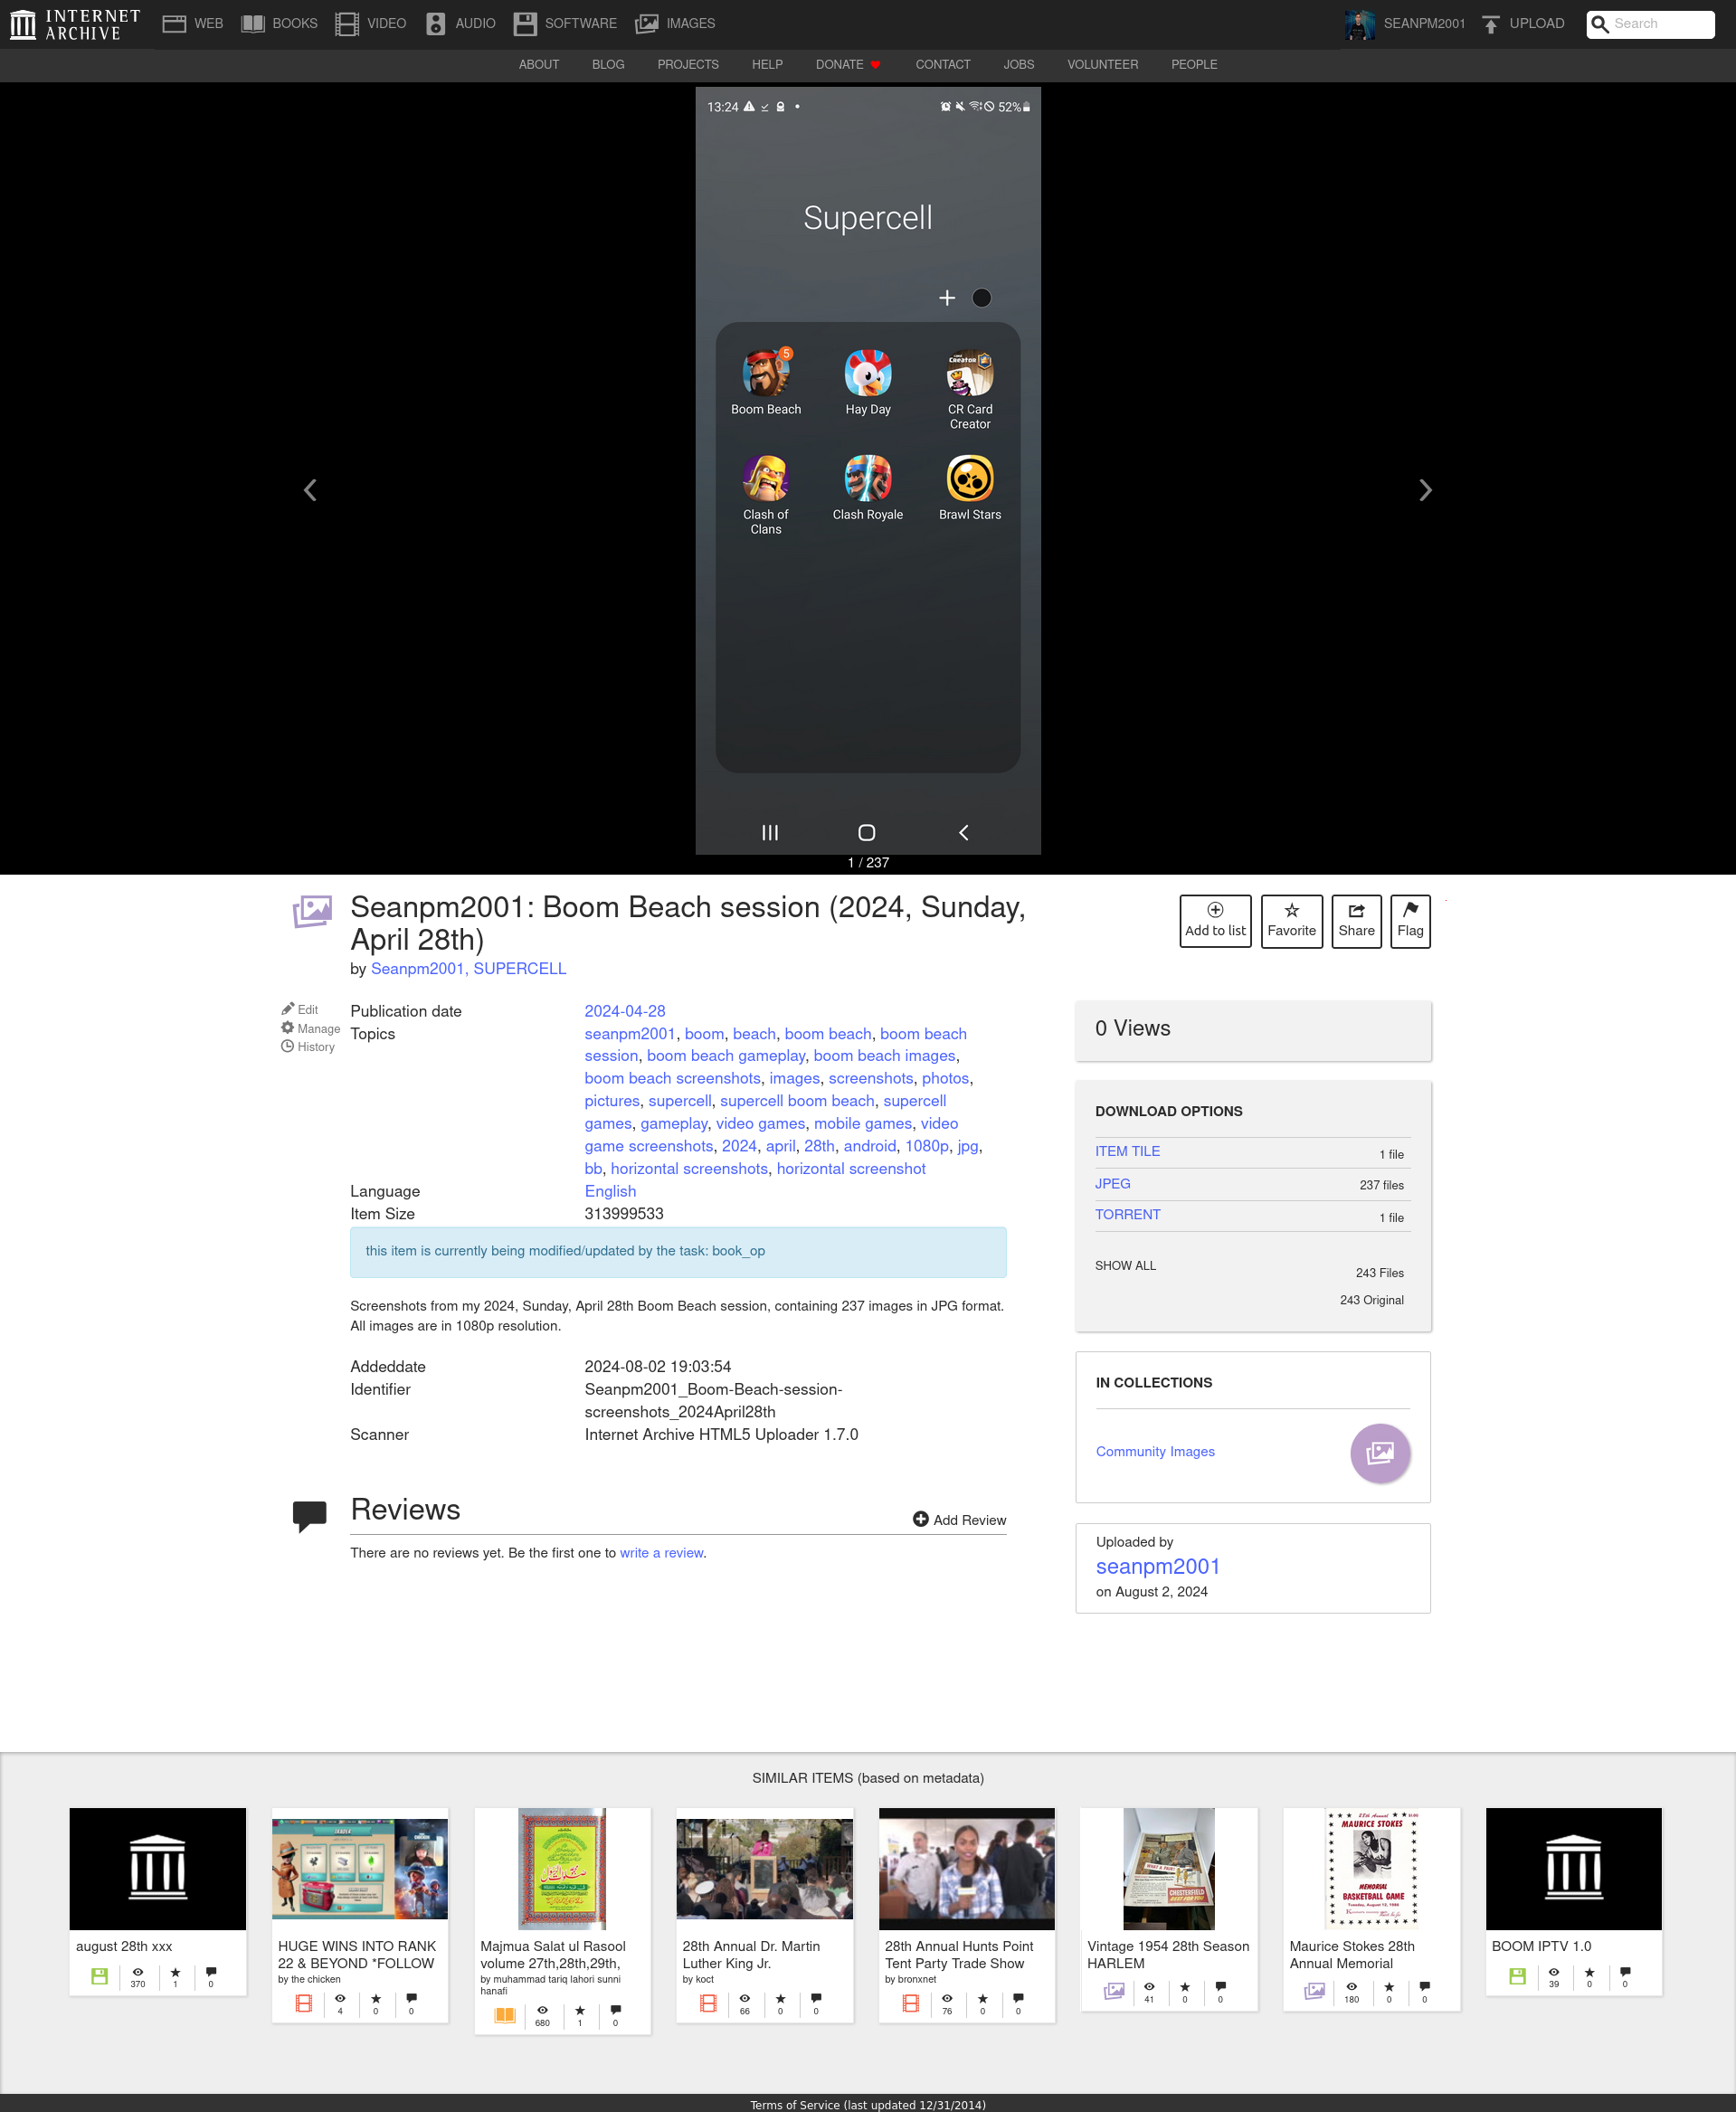 INTERNET ARCHIVE
WEB BOOKS VIDEO AUDIO SOFTWARE IMAGES SEANPM2001 UPLOAD Search
ABOUT BLOG PROJECTS HELP DONATE CONTACT JOBS VOLUNTEER PEOPLE
13:24 52%
Supercell
5
Boom Beach Hay Day CR Card
Creator
Clash of Clash Royale Brawl Stars
Clans
1 / 237
Seanpm2001: Boom Beach session (2024, Sunday,
April 28th)
by Seanpm2001, SUPERCELL
Add to list Favorite Share Flag
Edit
Manage
History
Publication date 2024-04-28
Topics seanpm2001, boom, beach, boom beach, boom beach
session, boom beach gameplay, boom beach images,
boom beach screenshots, images, screenshots, photos,
pictures, supercell, supercell boom beach, supercell
games, gameplay, video games, mobile games, video
game screenshots, 2024, april, 28th, android, 1080p, jpg,
bb, horizontal screenshots, horizontal screenshot
Language English
Item Size 313999533
this item is currently being modified/updated by the task: book_op
Screenshots from my 2024, Sunday, April 28th Boom Beach session, containing 237 images in JPG format.
All images are in 1080p resolution.
Addeddate 2024-08-02 19:03:54
Identifier Seanpm2001_Boom-Beach-session-
screenshots_2024April28th
Scanner Internet Archive HTML5 Uploader 1.7.0
Reviews
Add Review
There are no reviews yet. Be the first one to write a review.
0 Views
DOWNLOAD OPTIONS
ITEM TILE 1 file
JPEG 237 files
TORRENT 1 file
SHOW ALL 243 Files
243 Original
IN COLLECTIONS
Community Images
Uploaded by
seanpm2001
on August 2, 2024
SIMILAR ITEMS (based on metadata)
august 28th xxx
370 1 0
HUGE WINS INTO RANK
22 & BEYOND *FOLLOW
by the chicken
4 0 0
Majmua Salat ul Rasool
volume 27th,28th,29th,
by muhammad tariq lahori sunni
hanafi
680 1 0
28th Annual Dr. Martin
Luther King Jr.
by koct
66 0 0
28th Annual Hunts Point
Tent Party Trade Show
by bronxnet
76 0 0
CHESTERFIELD
Vintage 1954 28th Season
HARLEM
41 0 0
28th Annual
MAURICE STOKES
MEMORIAL
BASKETBALL GAME
Maurice Stokes 28th
Annual Memorial
180 0 0
BOOM IPTV 1.0
39 0 0
Terms of Service (last updated 12/31/2014)